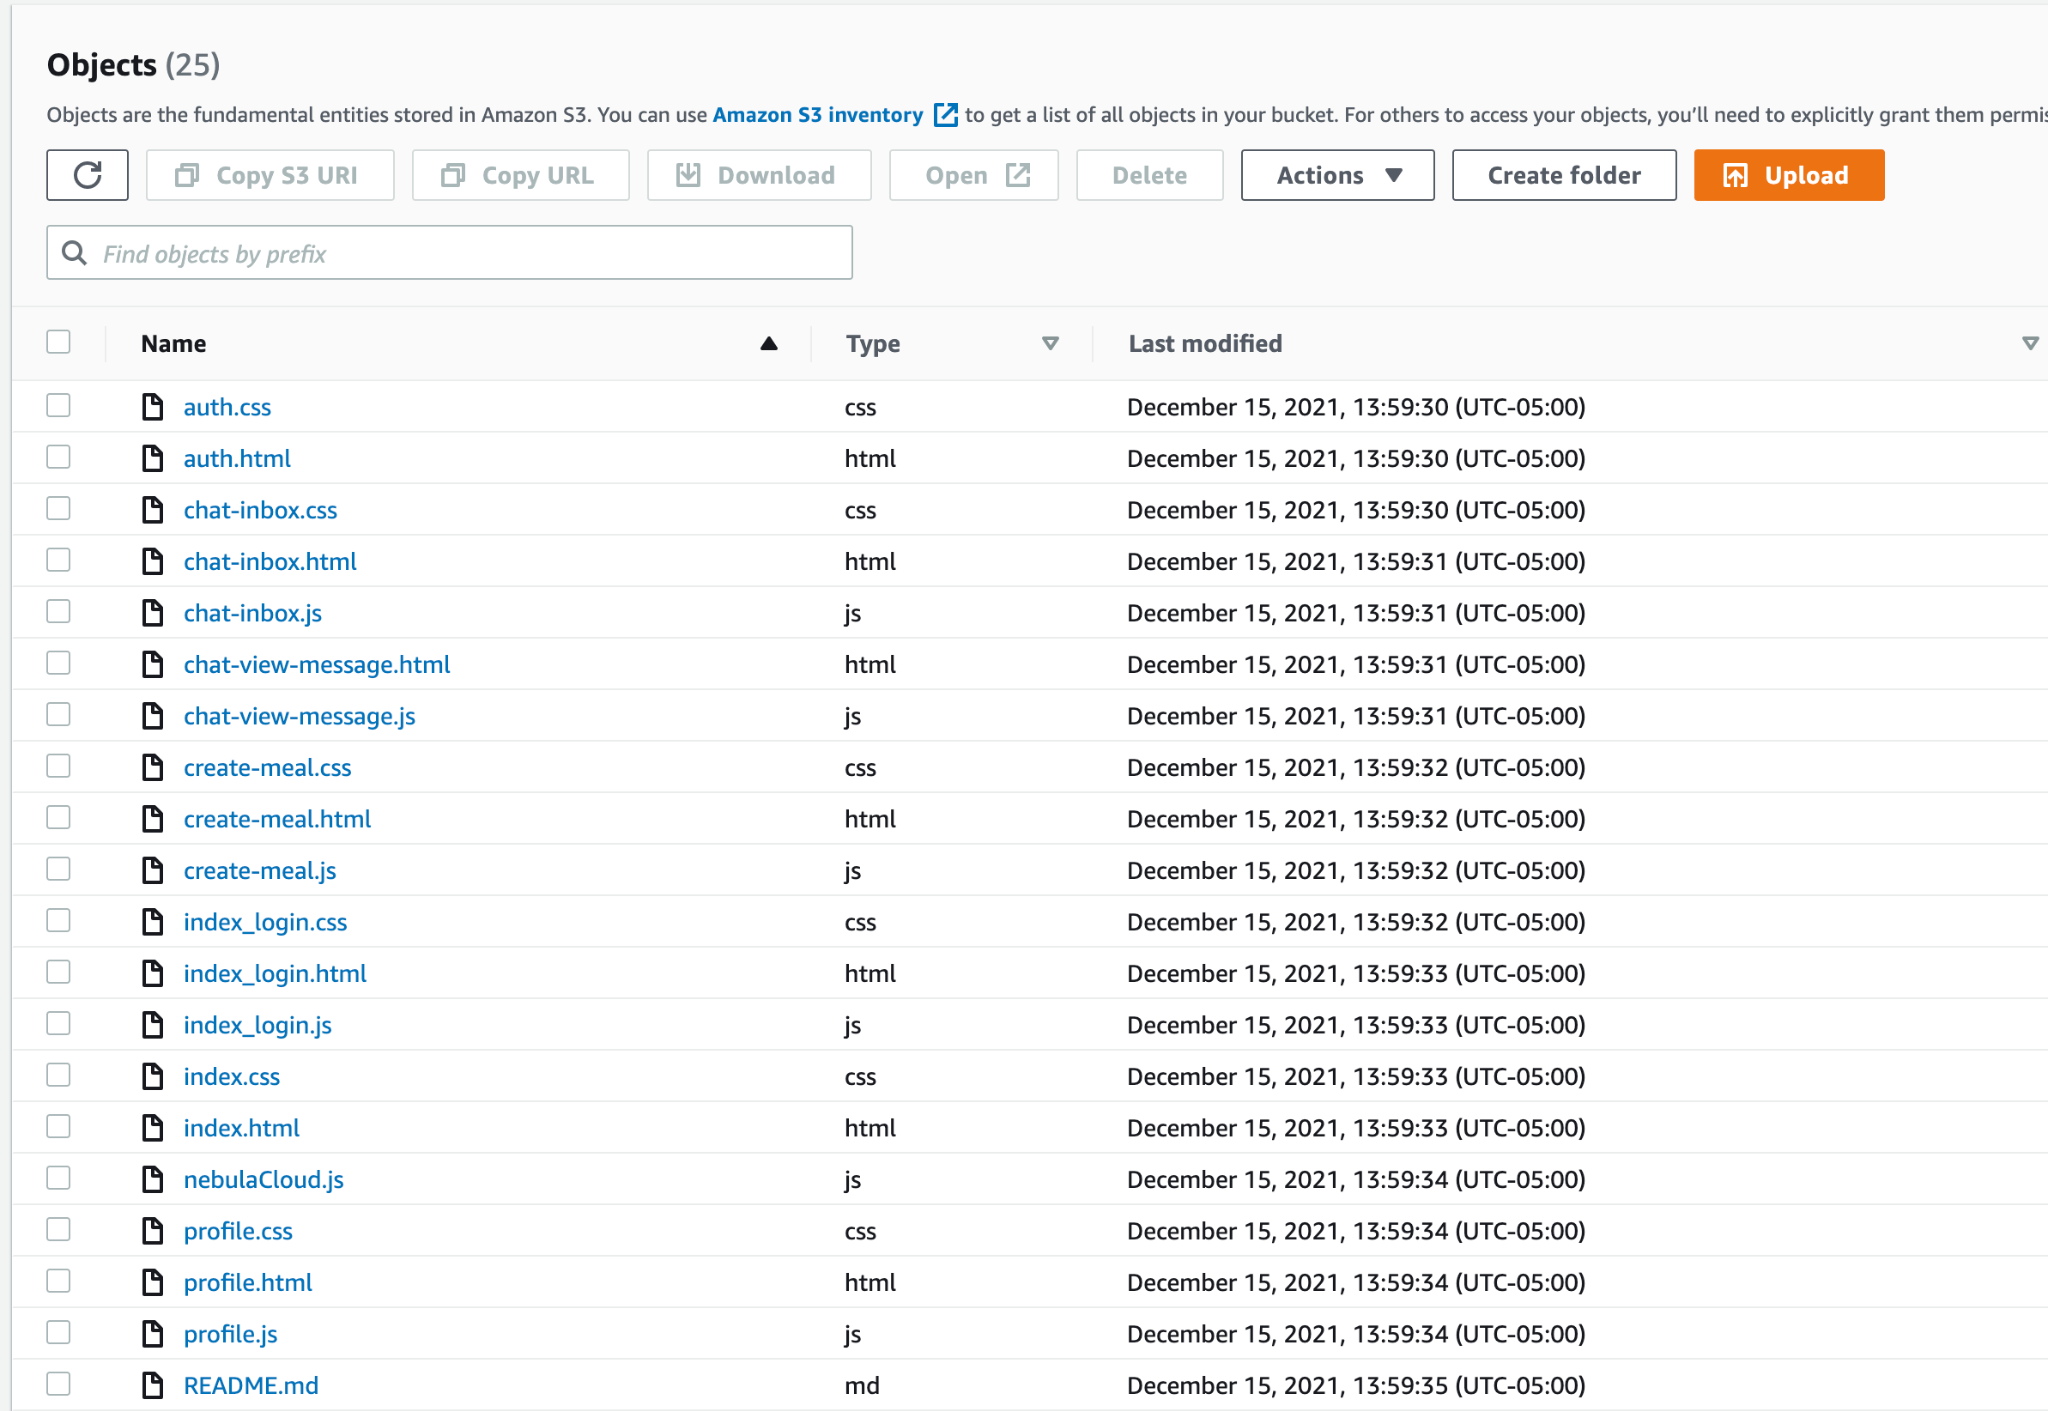 Objects (25)
Objects are the fundamental entities stored in Amazon S3. You can use Amazon S3 inventory to get a list of all objects in your bucket. For others to access your objects, you'll need to explicitly grant them
Copy S3 URI Copy URL Download Open Delete Actions Create folder Upload
Find objects by prefix
Name Type Last modified
auth.css css December 15, 2021, 13:59:30 (UTC-05:00)
auth.html html December 15, 2021, 13:59:30 (UTC-05:00)
chat-inbox.css css December 15, 2021, 13:59:30 (UTC-05:00)
chat-inbox.html html December 15, 2021, 13:59:31 (UTC-05:00)
chat-inbox.js js December 15, 2021, 13:59:31 (UTC-05:00)
chat-view-message.html html December 15, 2021, 13:59:31 (UTC-05:00)
chat-view-message.js js December 15, 2021, 13:59:31 (UTC-05:00)
create-meal.css css December 15, 2021, 13:59:32 (UTC-05:00)
create-meal.html html December 15, 2021, 13:59:32 (UTC-05:00)
create-meal.js js December 15, 2021, 13:59:32 (UTC-05:00)
index_login.css css December 15, 2021, 13:59:32 (UTC-05:00)
index_login.html html December 15, 2021, 13:59:33 (UTC-05:00)
index_login.js js December 15, 2021, 13:59:33 (UTC-05:00)
index.css css December 15, 2021, 13:59:33 (UTC-05:00)
index.html html December 15, 2021, 13:59:33 (UTC-05:00)
nebulaCloud.js js December 15, 2021, 13:59:34 (UTC-05:00)
profile.css css December 15, 2021, 13:59:34 (UTC-05:00)
profile.html html December 15, 2021, 13:59:34 (UTC-05:00)
profile.js js December 15, 2021, 13:59:34 (UTC-05:00)
README.md md December 15, 2021, 13:59:35 (UTC-05:00)